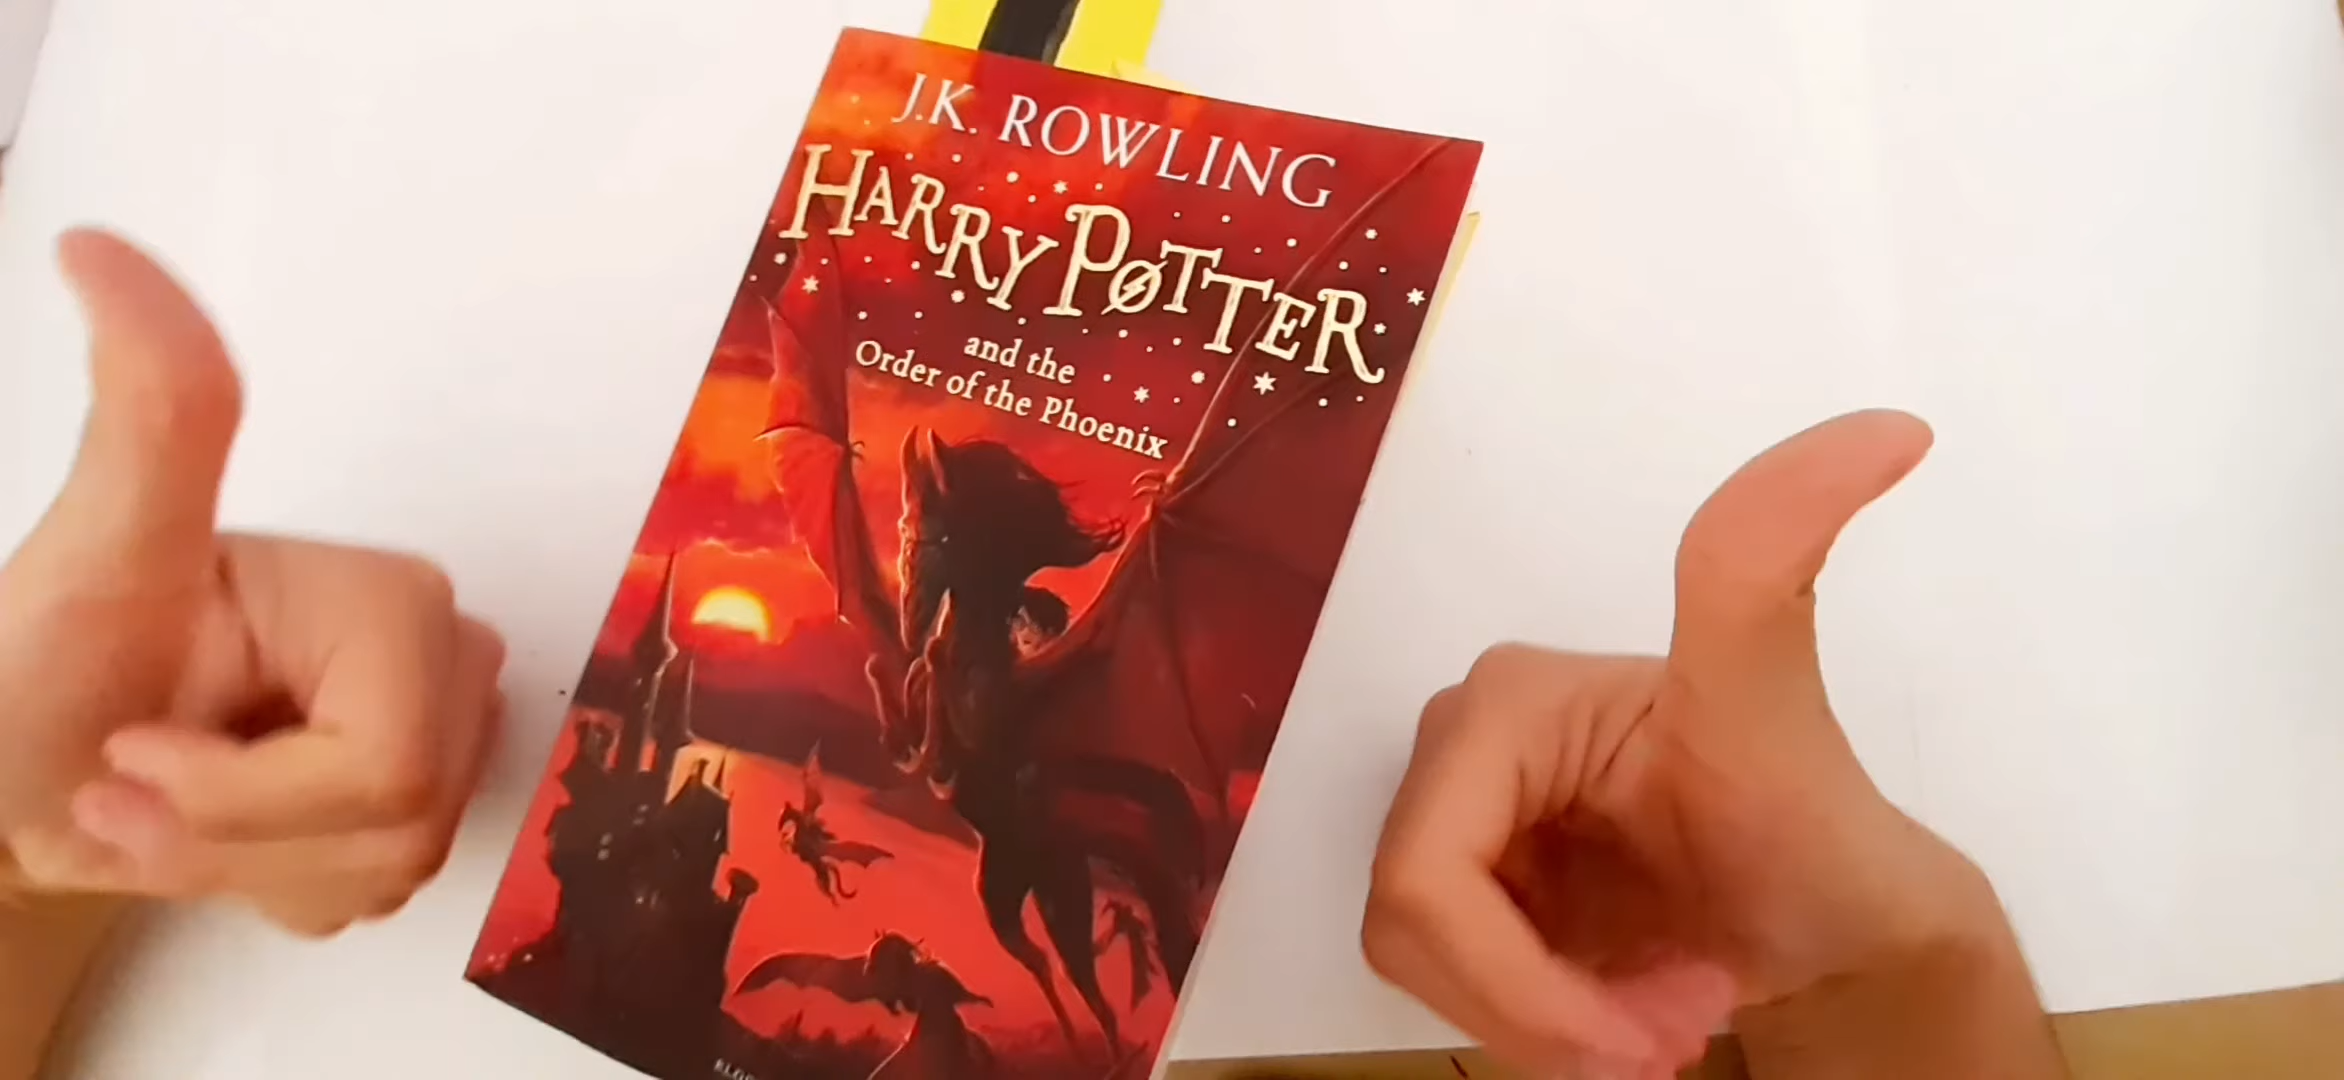 J.K. ROWLING
HARRY POTTER
and the
Order of the Phoenix